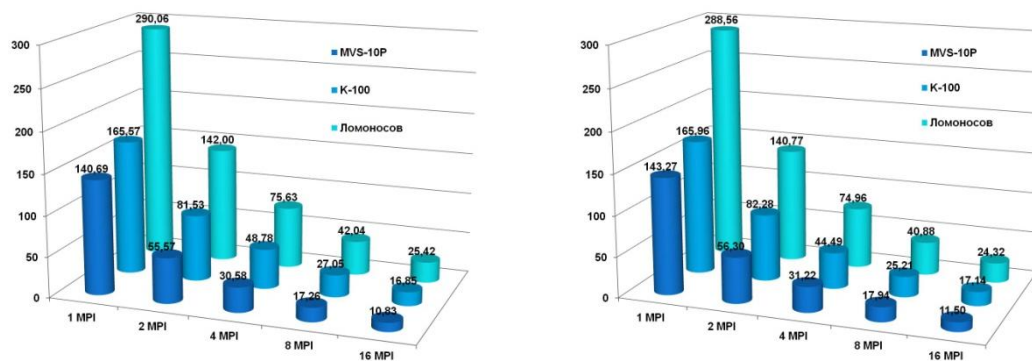 290,06
300
MVS-10P
250
K-100
165,57
200
Ломоносов
142,00
140,69
150
81,53
75,63
100
55,57
48,78
42,04
50
30,58
27,05
25,42
17,26
16,85
0
10,83
1 MPI
2 MPI
4 MPI
8 MPI
16 MPI
288,56
300
MVS-10P
250
K-100
165,96
200
Ломоносов
143,27
140,77
150
82,28
74,96
100
56,30
44,49
40,88
50
31,22
25,21
24,32
17,94
17,14
0
11,50
1 MPI
2 MPI
4 MPI
8 MPI
16 MPI